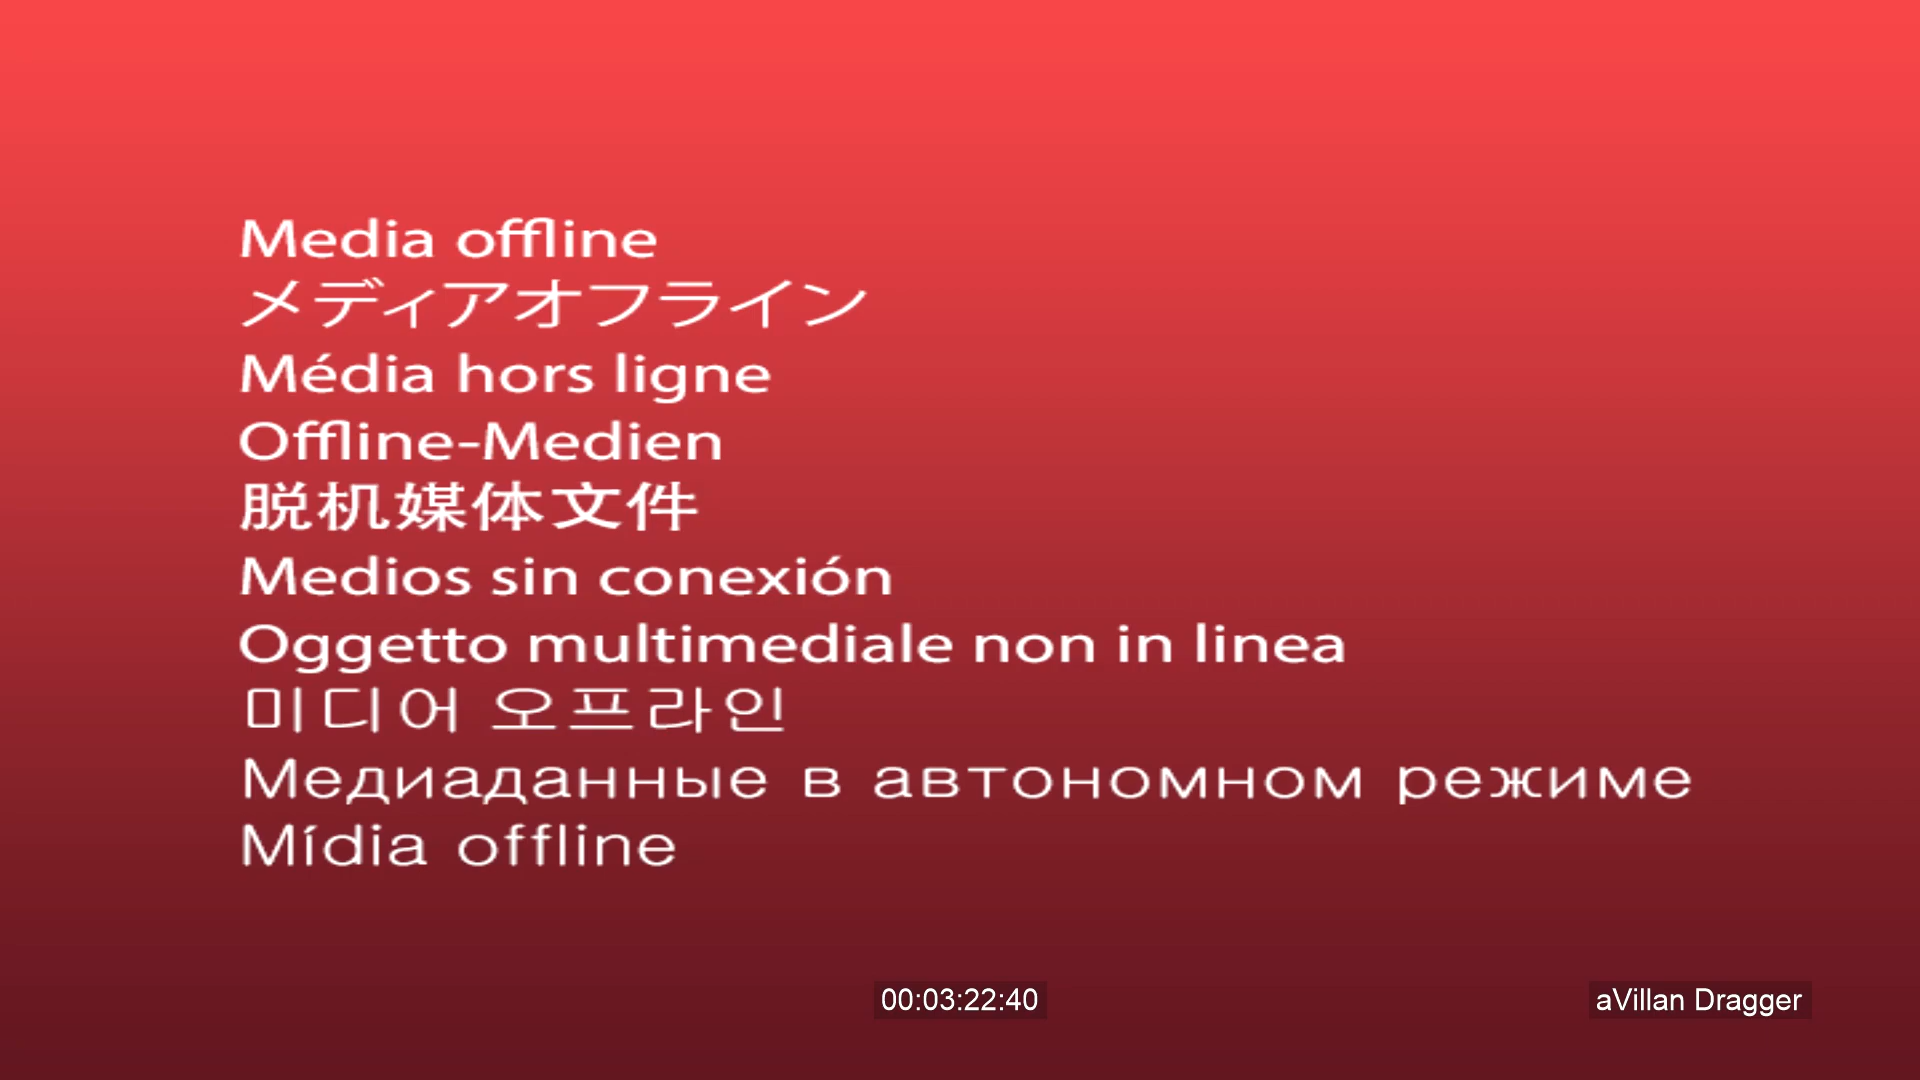 Media offline
メディアオフライン
Média hors ligne
Offline-Medien
脱机媒体文件
Medios sin conexión
Oggetto multimediale non in linea
미디어 오프라인
Медиаданные в автономном режиме
Mídia offline
00:03:22:40
aVillan Dragger